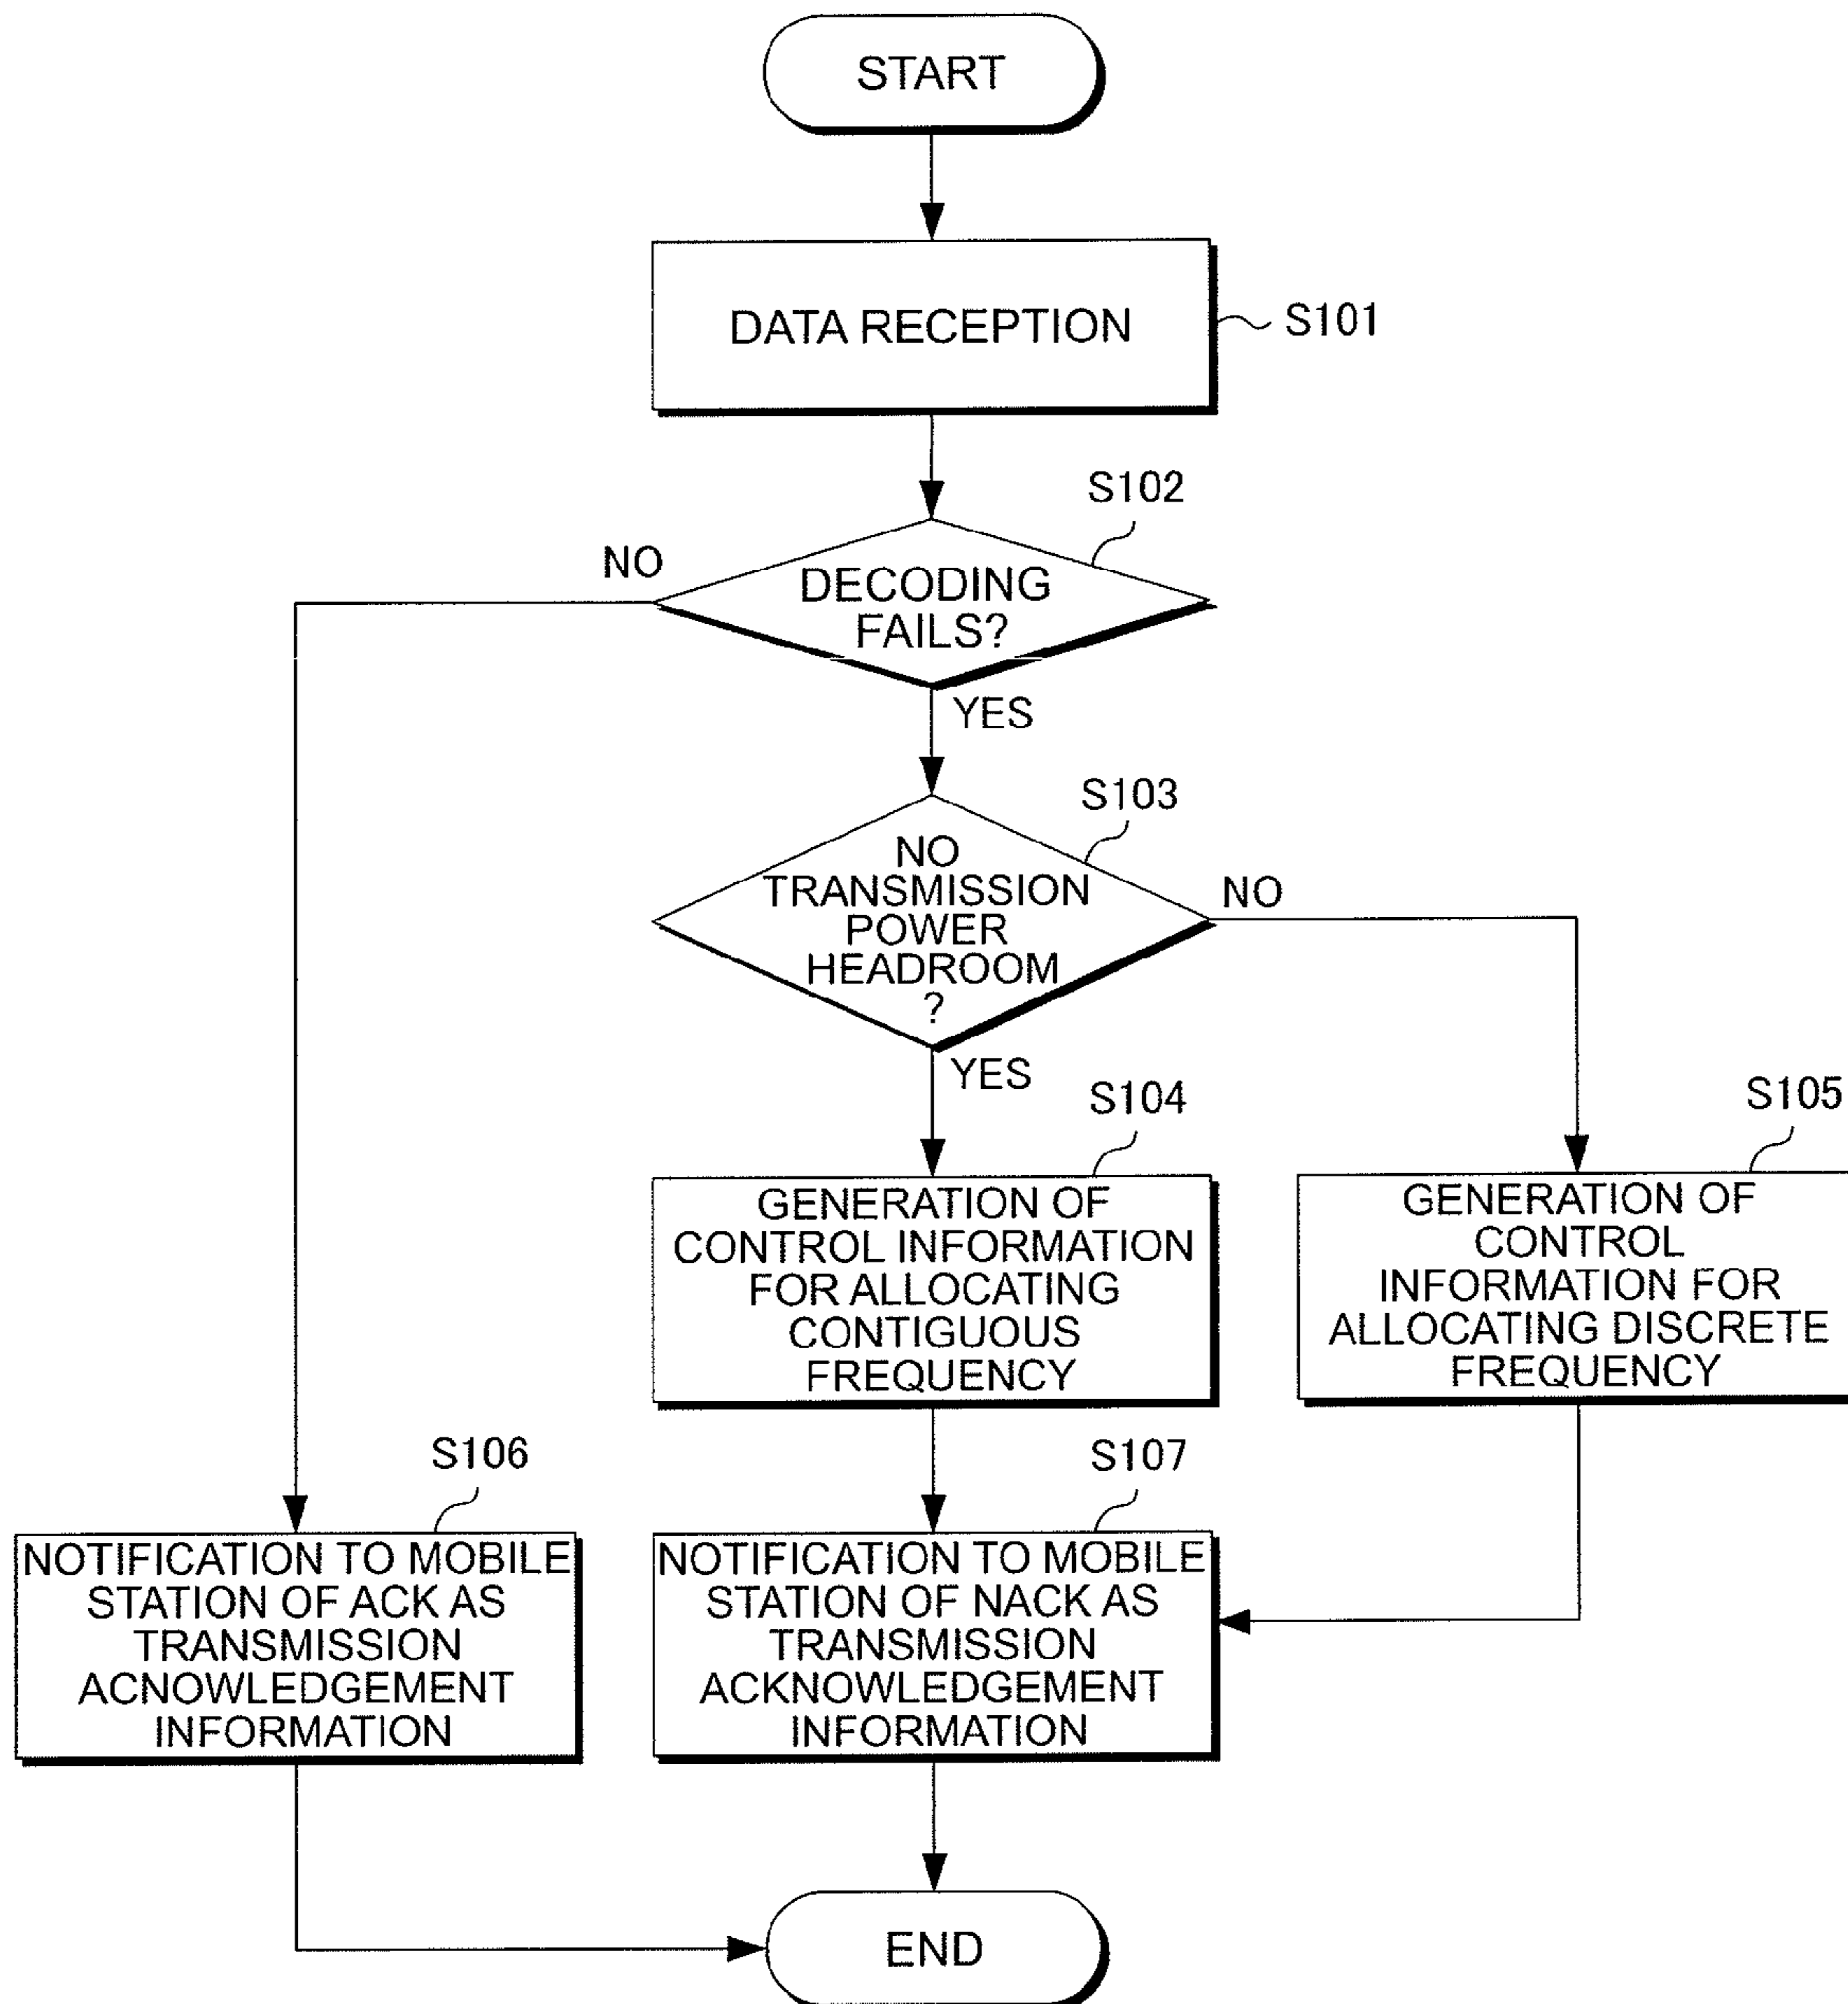 START
DATA RECEPTION
S101
S102
NO
DECODING
FAILS?
YES
S103
NO
TRANSMISSION
POWER
HEADROOM
?
NO
YES
S104
GENERATION OF
CONTROL INFORMATION
FOR ALLOCATING
CONTIGUOUS
FREQUENCY
S105
GENERATION OF
CONTROL
INFORMATION FOR
ALLOCATING DISCRETE
FREQUENCY
S106
NOTIFICATION TO MOBILE
STATION OF ACK AS
TRANSMISSION
ACNOWLEDGEMENT
INFORMATION
S107
NOTIFICATION TO MOBILE
STATION OF NACK AS
TRANSMISSION
ACKNOWLEDGEMENT
INFORMATION
END